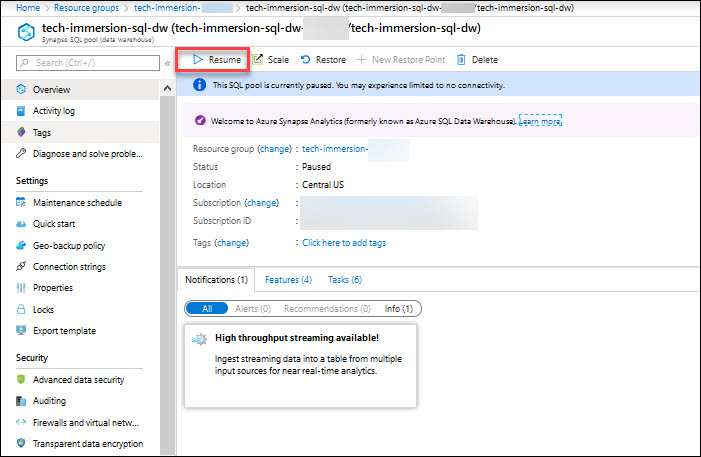 Home > Resource groups > tech-immersion- > tech-immersion-sql-dw (tech-immersion-sql-dw- /tech-immersion-sql-dw)
tech-immersion-sql-dw (tech-immersion-sql-dw- /tech-immersion-sql-dw)
Synapse SQL pool (data warehouse)
Search (Ctrl+/)
«
Resume
Scale
Restore
New Restore Point
Delete
Overview
Activity log
Tags
Diagnose and solve proble...
Settings
Maintenance schedule
Quick start
Geo-backup policy
Connection strings
Properties
Locks
Export template
Security
Advanced data security
Auditing
Firewalls and virtual netw...
Transparent data encryption
This SQL pool is currently paused. You may experience limited to no connectivity.
Welcome to Azure Synapse Analytics (formerly known as Azure SQL Data Warehouse). Learn more.
Resource group (change) : tech-immersion-
Status : Paused
Location : Central US
Subscription (change) :
Subscription ID :
Tags (change) : Click here to add tags
Notifications (1) Features (4) Tasks (6)
All Alerts (0) Recommendations (0) Info (1)
High throughput streaming available!
Ingest streaming data into a table from multiple
input sources for near real-time analytics.